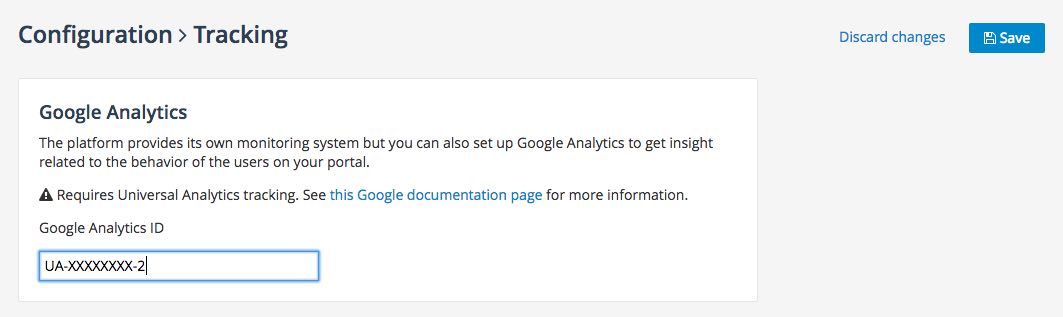 Configuration > Tracking
Discard changes
Save
Google Analytics
The platform provides its own monitoring system but you can also set up Google Analytics to get insight
related to the behavior of the users on your portal.
Requires Universal Analytics tracking. See this Google documentation page for more information.
Google Analytics ID
UA-XXXXXXXX-2